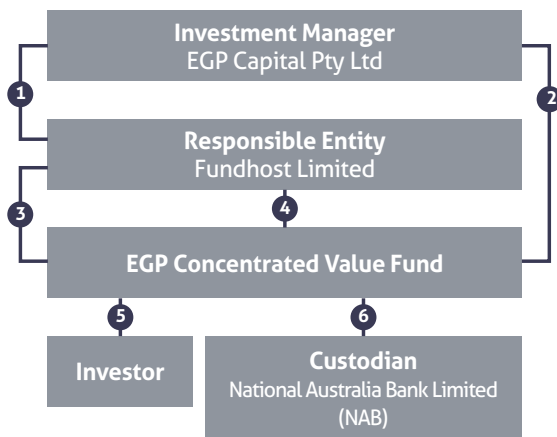 Investment Manager
EGP Capital Pty Ltd
1
2
Responsible Entity
Fundhost Limited
3
4
EGP Concentrated Value Fund
5
6
Investor
Custodian
National Australia Bank Limited
(NAB)